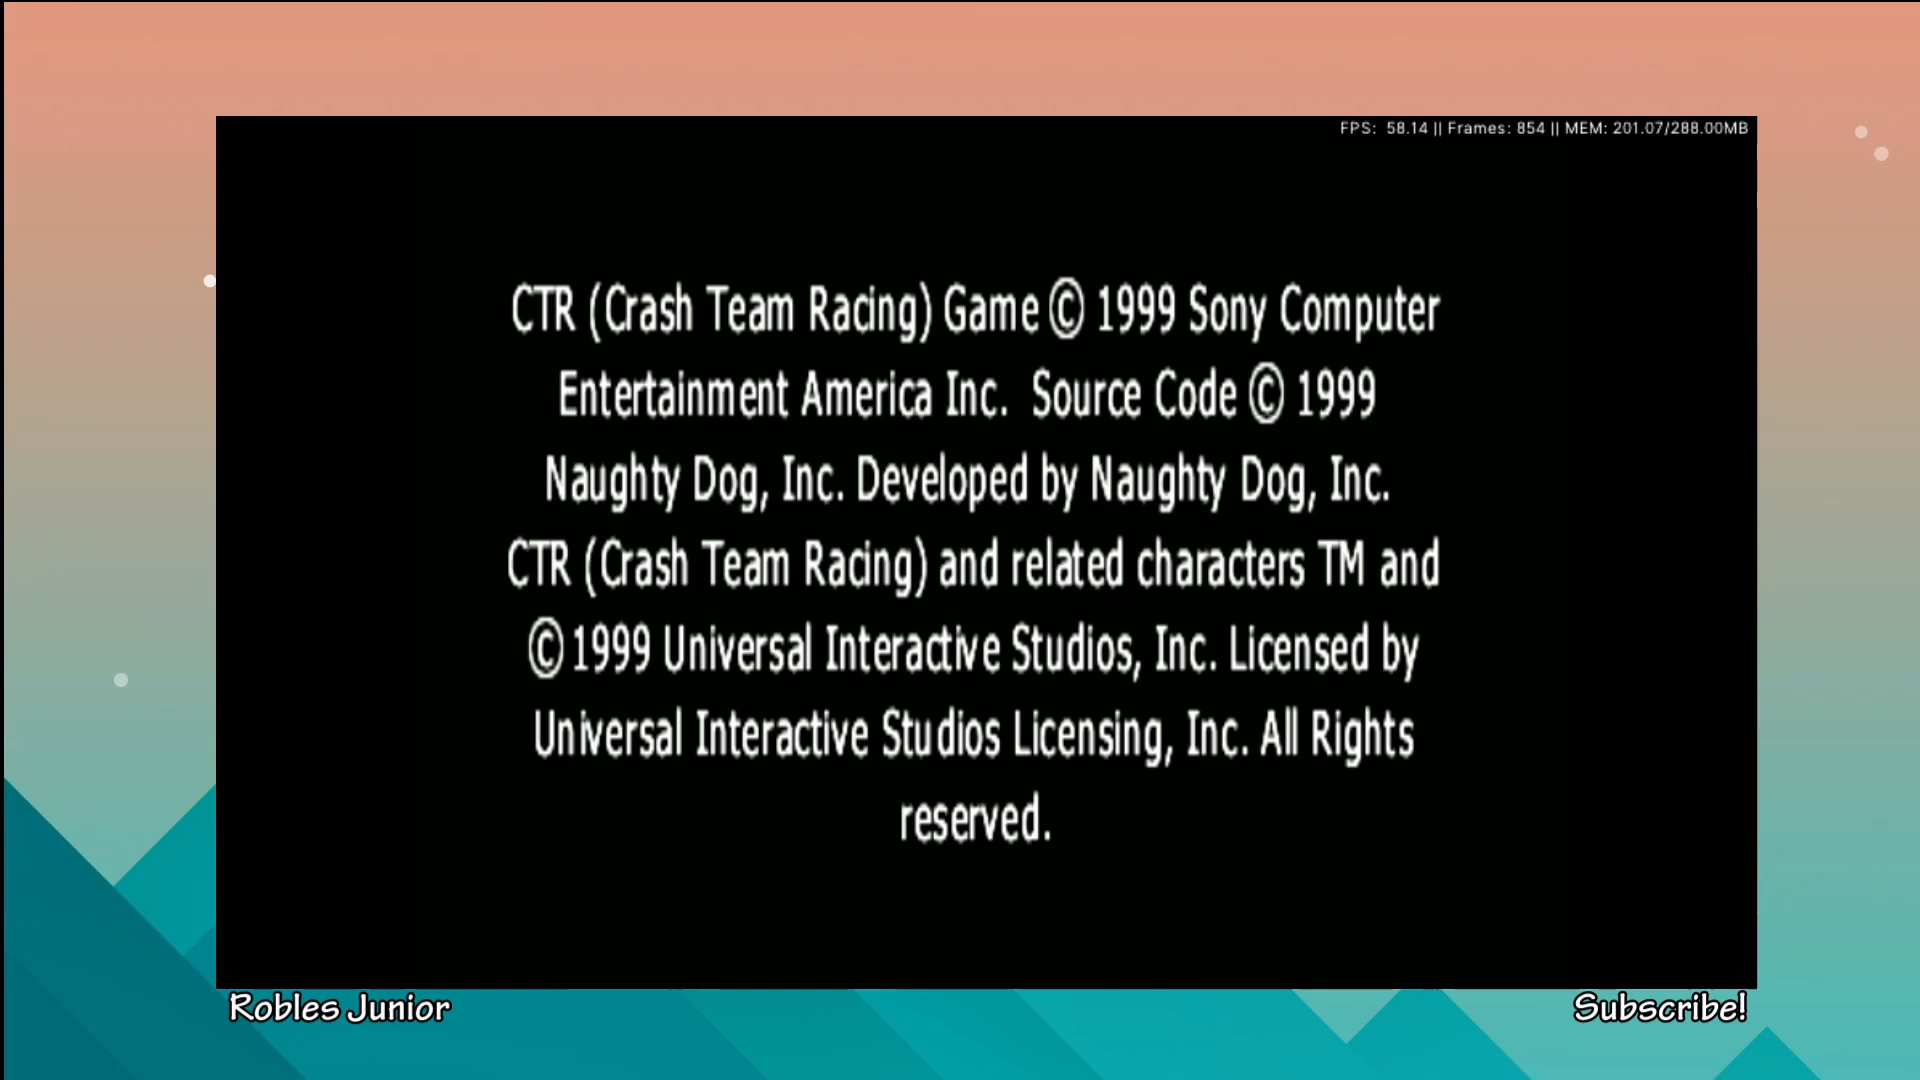 FPS: 58.14 || Frames: 854 || MEM: 201.07/288.00MB
CTR (Crash Team Racing) Game © 1999 Sony Computer
Entertainment America Inc.  Source Code © 1999
Naughty Dog, Inc. Developed by Naughty Dog, Inc.
CTR (Crash Team Racing) and related characters TM and
© 1999 Universal Interactive Studios, Inc. Licensed by
Universal Interactive Studios Licensing, Inc. All Rights
reserved.
Robles Junior
Subscribe!